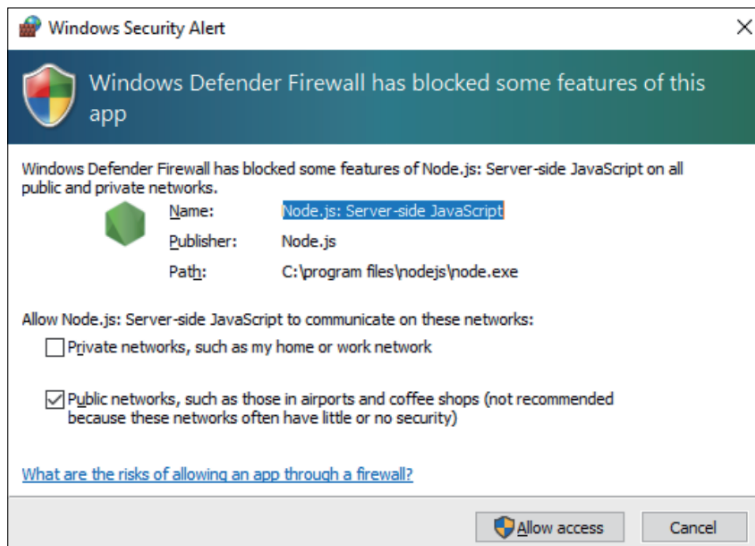 Windows Security Alert
Windows Defender Firewall has blocked some features of this
app
Windows Defender Firewall has blocked some features of Node.js: Server-side JavaScript on all
public and private networks.
Name: Node.js: Server-side JavaScript
Publisher: Node.js
Path: C:\program files\nodejs\node.exe
Allow Node.js: Server-side JavaScript to communicate on these networks:
Private networks, such as my home or work network
Public networks, such as those in airports and coffee shops (not recommended
because these networks often have little or no security)
What are the risks of allowing an app through a firewall?
Allow access
Cancel